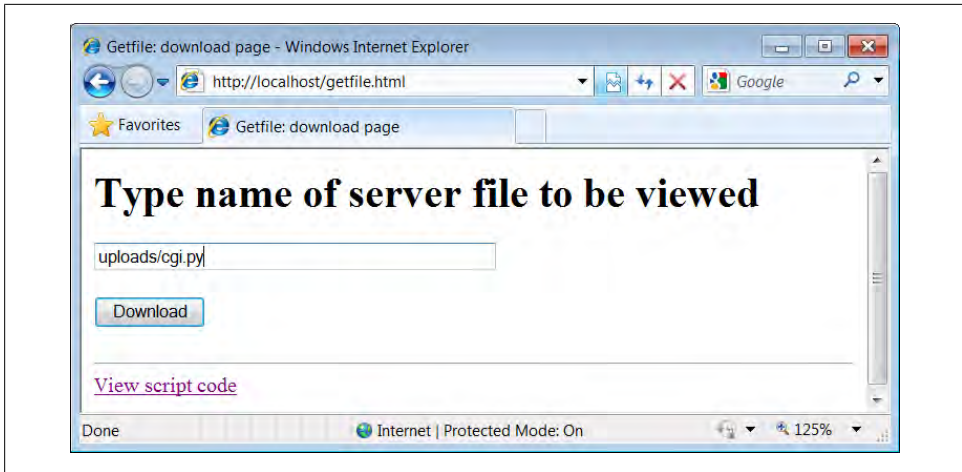 Getfile: download page - Windows Internet Explorer
http://localhost/getfile.html
Google
Favorites
Getfile: download page
Type name of server file to be viewed
uploads/cgi.py
Download
View script code
Done
Internet | Protected Mode: On
125%